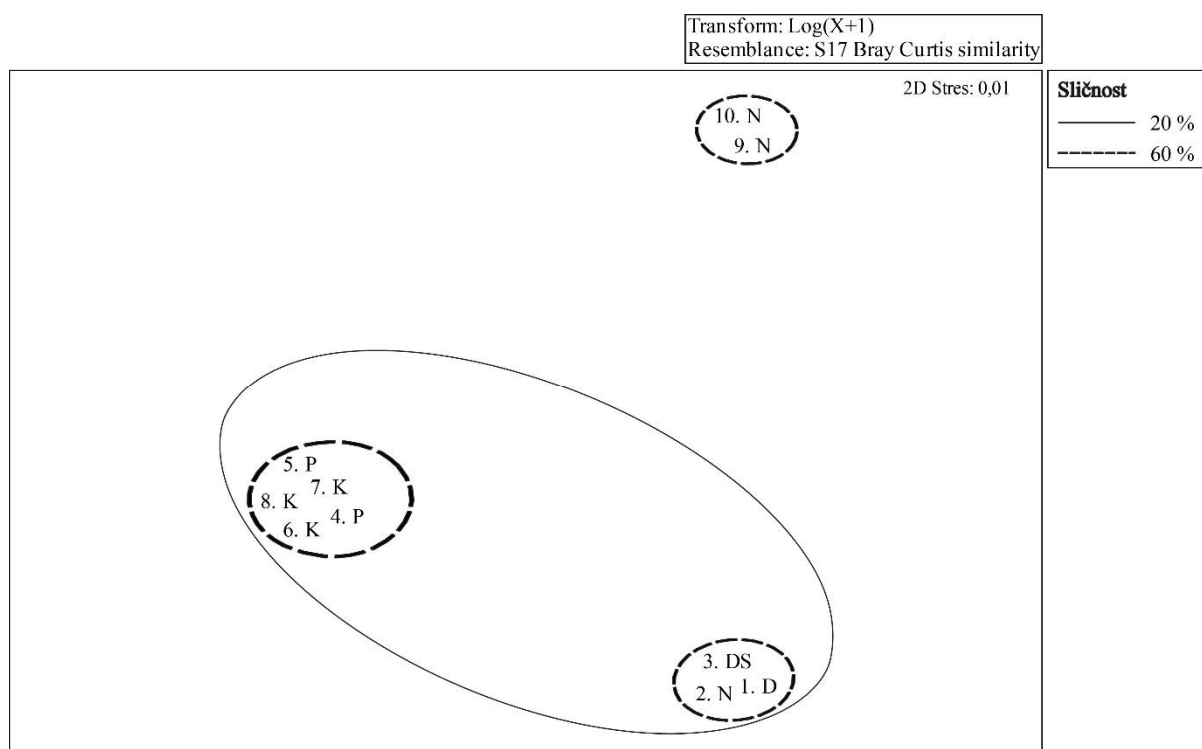 Transform: Log(X+1)
Resemblance: S17 Bray Curtis similarity
2D Stres: 0,01
Sličnost
20 %
60 %
10. N
9. N
5. P
7. K
8. K
4. P
6. K
3. DS
2. N
1. D